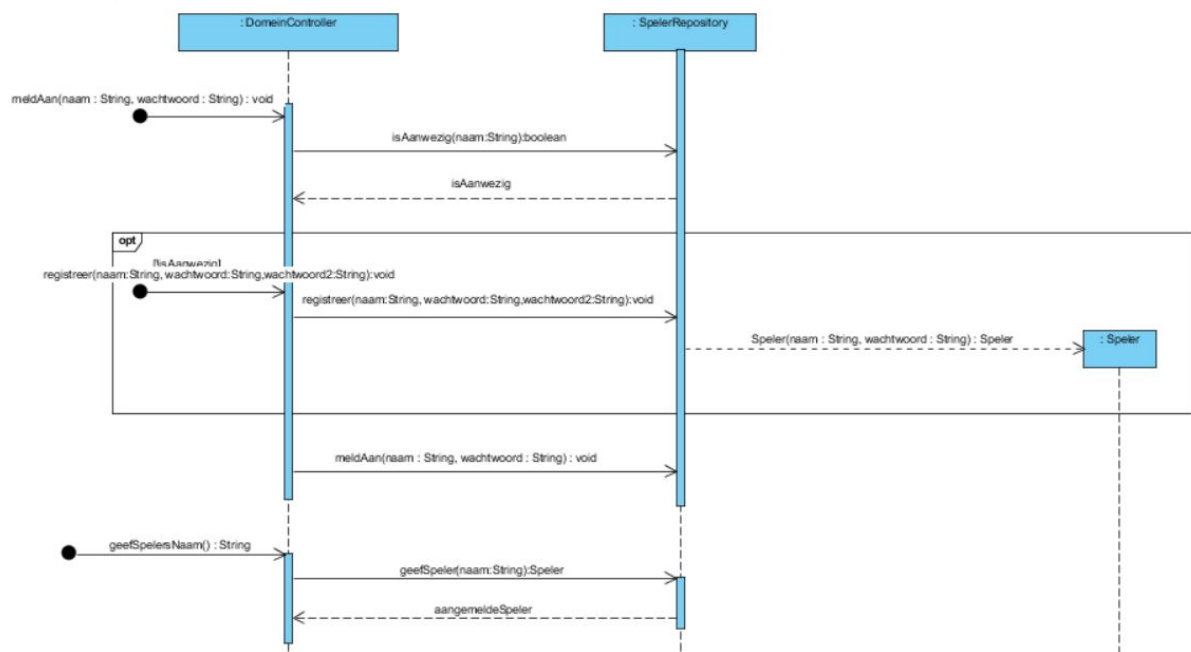 : DomeinController
: SpelerRepository
meldAan(naam : String, wachtwoord : String) : void
isAanwezig(naam:String):boolean
isAanwezig
opt
[!isAanwezig]
registreer(naam:String, wachtwoord:String,wachtwoord2:String):void
registreer(naam:String, wachtwoord:String,wachtwoord2:String):void
Speler(naam : String, wachtwoord : String) : Speler
: Speler
meldAan(naam : String, wachtwoord : String) : void
geefSpelersNaam() : String
geefSpeler(naam:String):Speler
aangemeldeSpeler